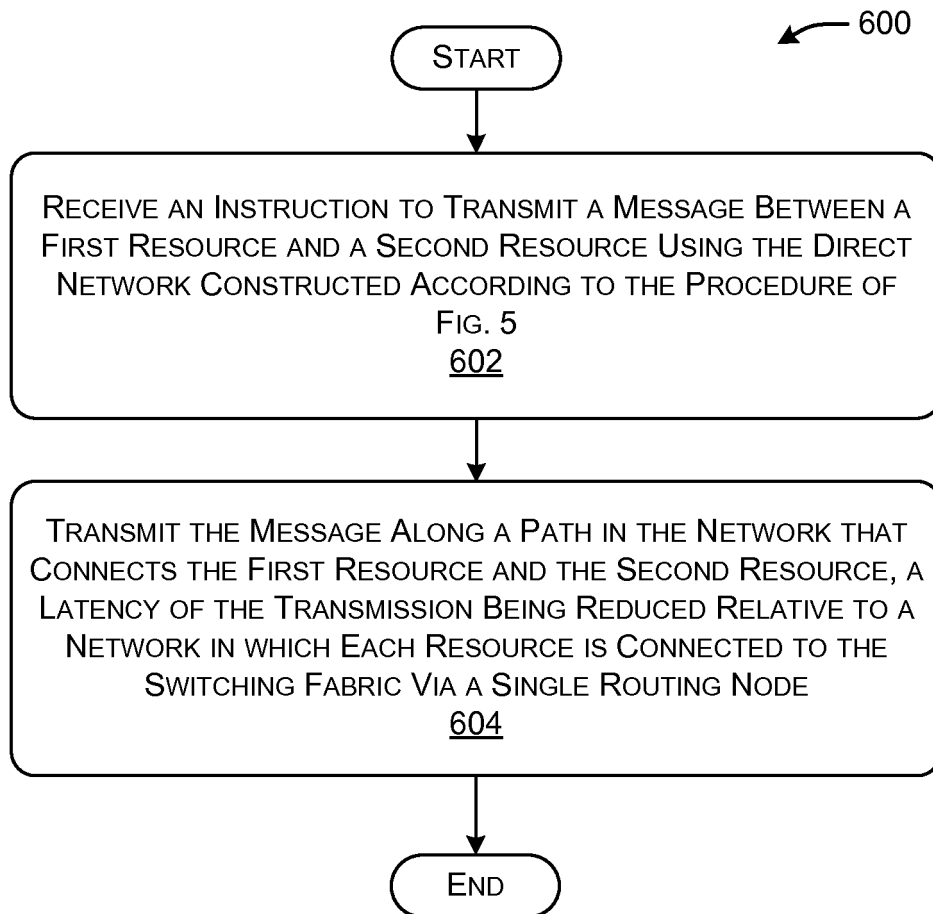 600
START
RECEIVE AN INSTRUCTION TO TRANSMIT A MESSAGE BETWEEN A
FIRST RESOURCE AND A SECOND RESOURCE USING THE DIRECT
NETWORK CONSTRUCTED ACCORDING TO THE PROCEDURE OF
FIG. 5
602
TRANSMIT THE MESSAGE ALONG A PATH IN THE NETWORK THAT
CONNECTS THE FIRST RESOURCE AND THE SECOND RESOURCE, A
LATENCY OF THE TRANSMISSION BEING REDUCED RELATIVE TO A
NETWORK IN WHICH EACH RESOURCE IS CONNECTED TO THE
SWITCHING FABRIC VIA A SINGLE ROUTING NODE
604
END